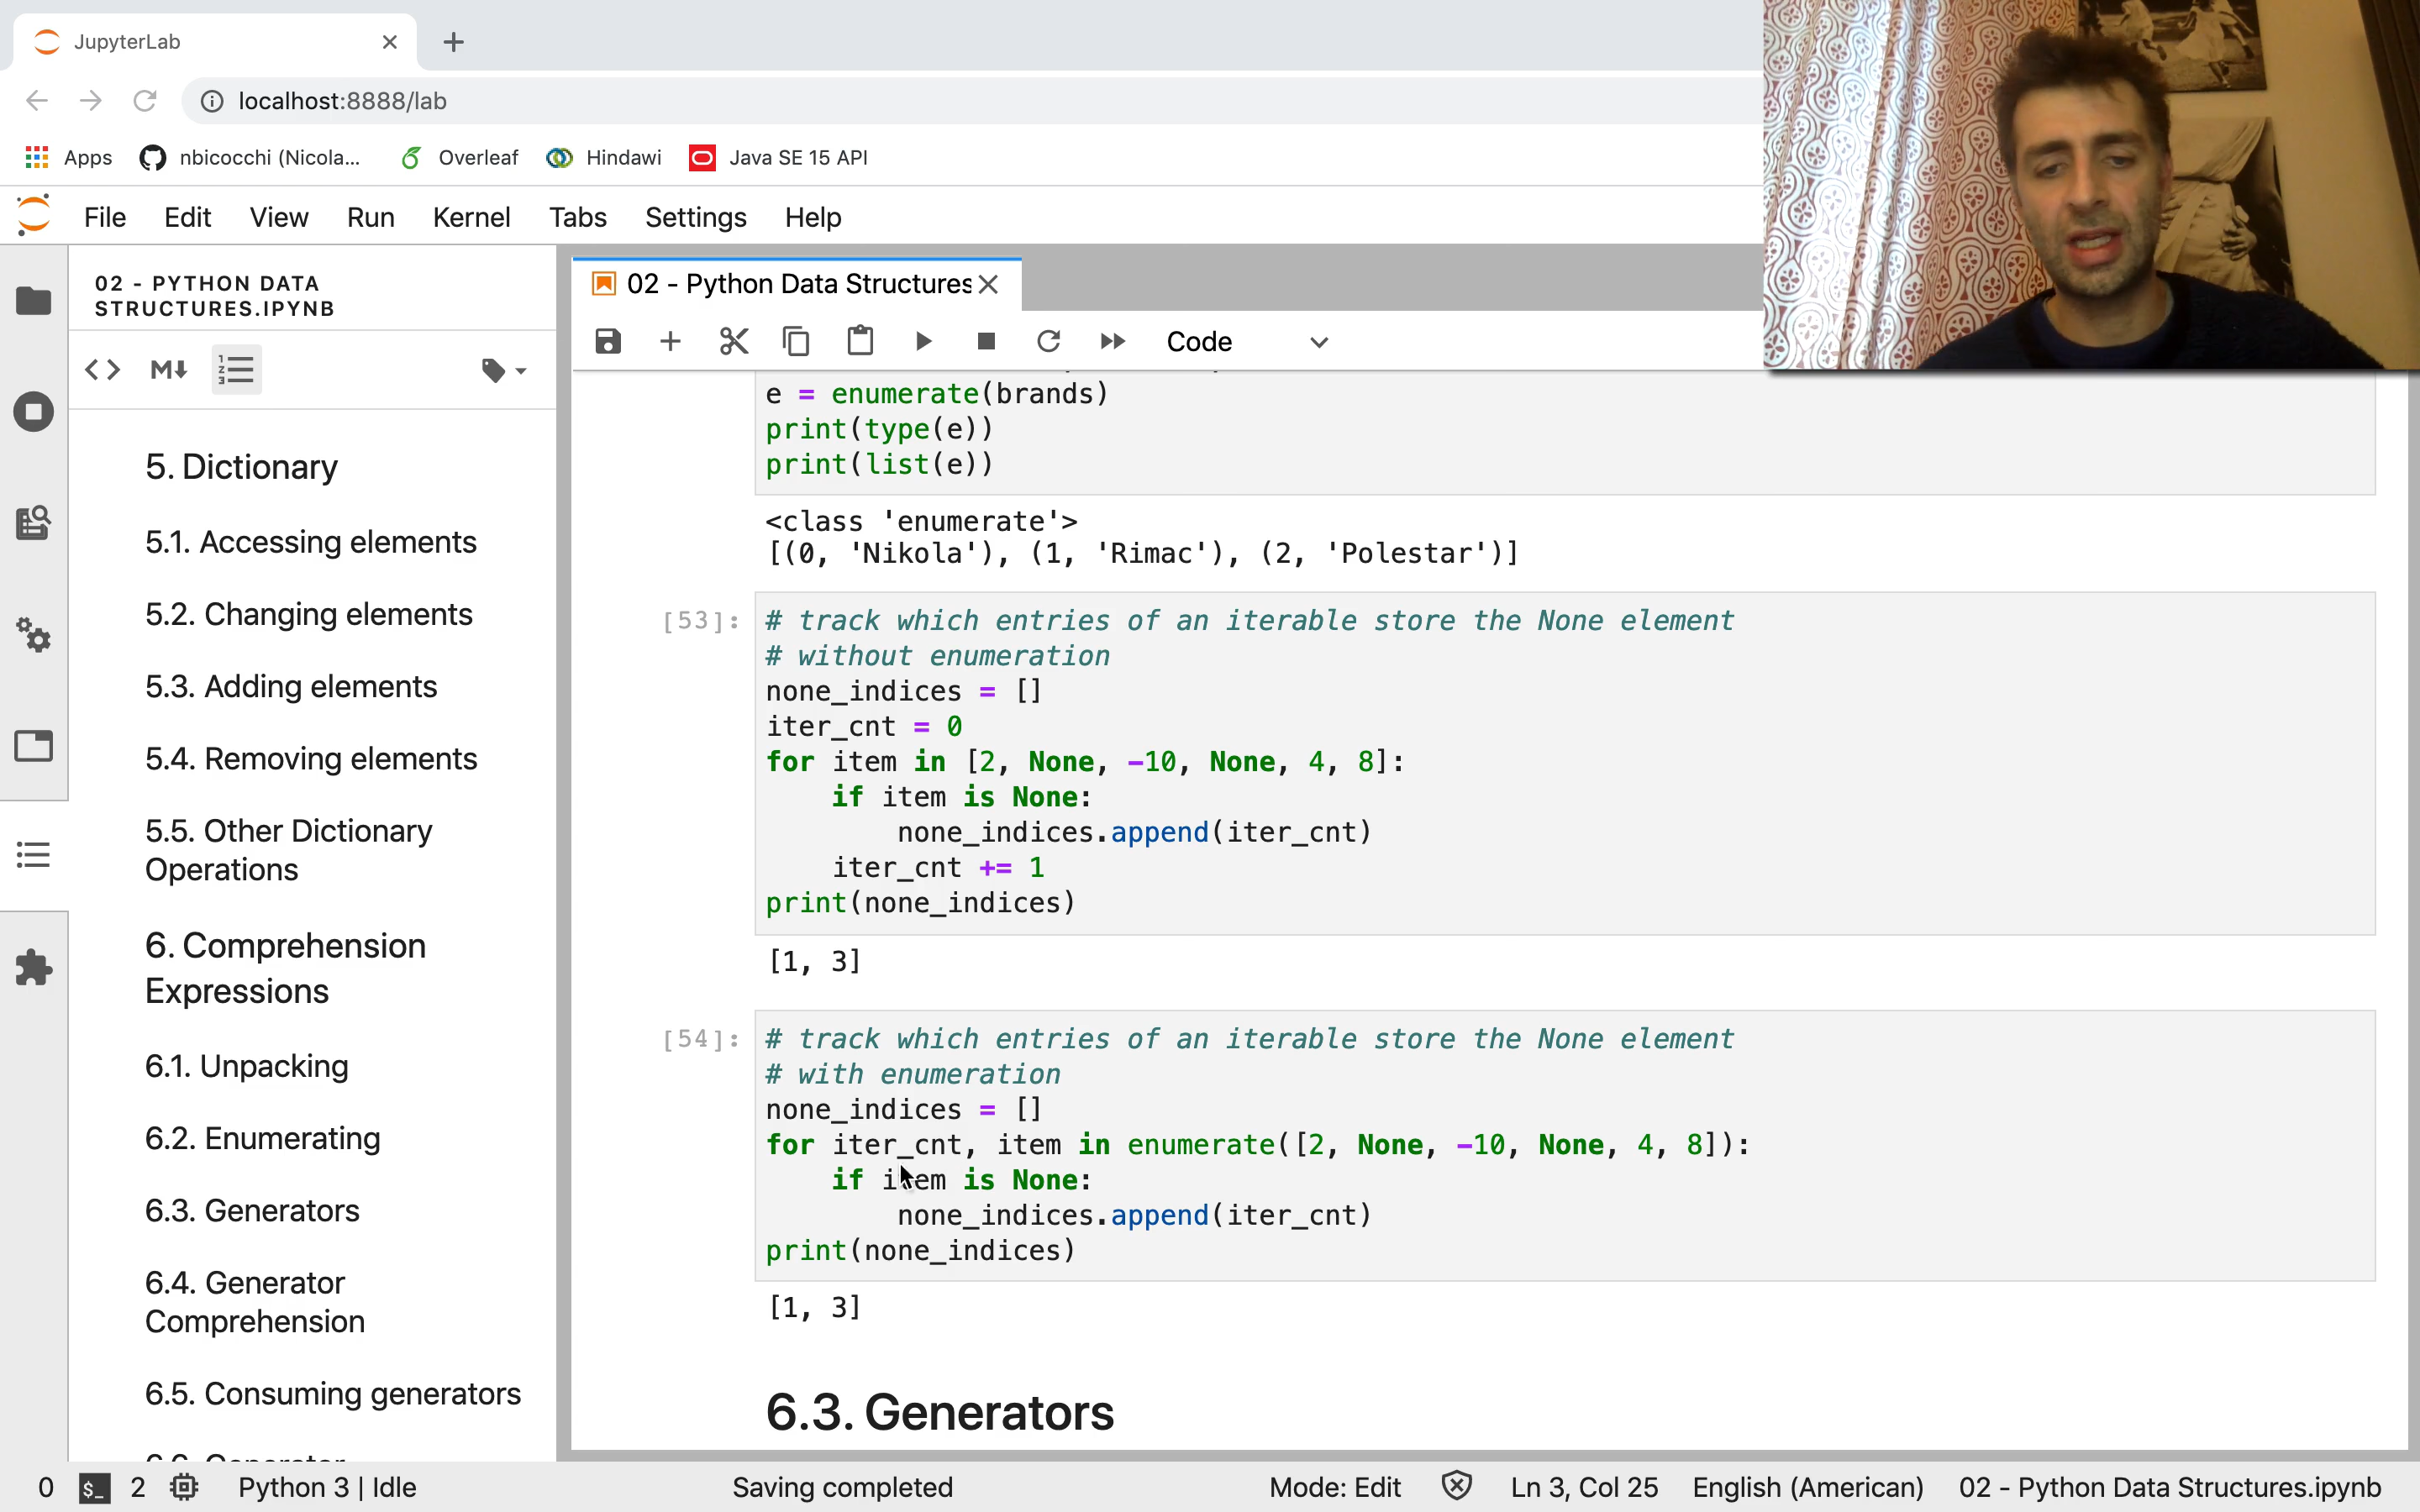 JupyterLab
localhost:8888/lab
Apps
nbicocchi (Nicola...
Overleaf
Hindawi
Java SE 15 API
File Edit View Run Kernel Tabs Settings Help
02 - PYTHON DATA
STRUCTURES.IPYNB
M
5. Dictionary
5.1. Accessing elements
5.2. Changing elements
5.3. Adding elements
5.4. Removing elements
5.5. Other Dictionary
Operations
6. Comprehension
Expressions
6.1. Unpacking
6.2. Enumerating
6.3. Generators
6.4. Generator
Comprehension
6.5. Consuming generators
02 - Python Data Structures
Code
e = enumerate(brands)
print(type(e))
print(list(e))
<class 'enumerate'>
[(0, 'Nikola'), (1, 'Rimac'), (2, 'Polestar')]
[53]:
# track which entries of an iterable store the None element
# without enumeration
none_indices = []
iter_cnt = 0
for item in [2, None, -10, None, 4, 8]:
if item is None:
none_indices.append(iter_cnt)
iter_cnt += 1
print(none_indices)
[1, 3]
[54]:
# track which entries of an iterable store the None element
# with enumeration
none_indices = []
for iter_cnt, item in enumerate([2, None, -10, None, 4, 8]):
if item is None:
none_indices.append(iter_cnt)
print(none_indices)
[1, 3]
6.3. Generators
0 $_ 2 Python 3 | Idle Saving completed Mode: Edit Ln 3, Col 25 English (American) 02 - Python Data Structures.ipynb